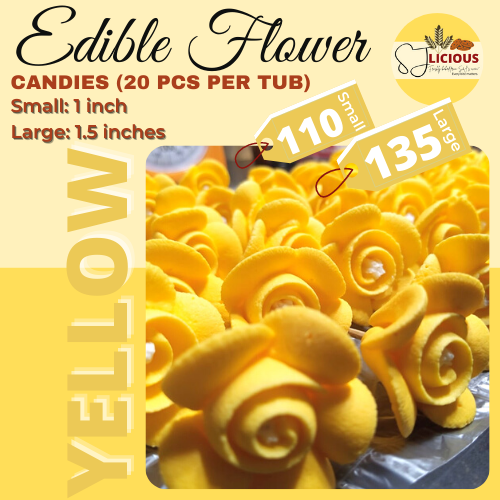 Edible Flower
CANDIES (20 PCS PER TUB)
Small: 1 inch
Large: 1.5 inches
110 Small
135 Large
YELLOW
SJ LICIOUS